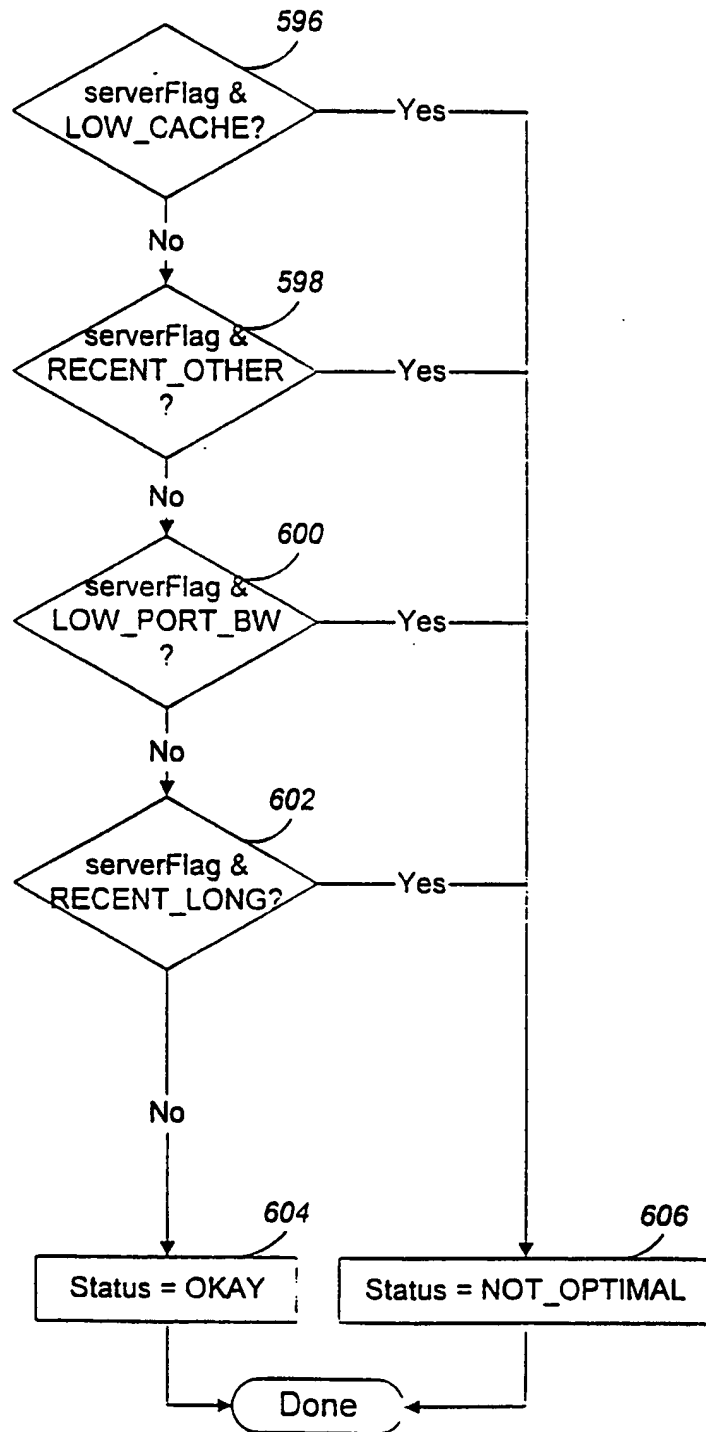 596
serverFlag &
LOW_CACHE?
Yes
No
598
serverFlag &
RECENT_OTHER
?
Yes
No
600
serverFlag &
LOW_PORT_BW
?
Yes
No
602
serverFlag &
RECENT_LONG?
Yes
No
604
Status = OKAY
606
Status = NOT_OPTIMAL
Done